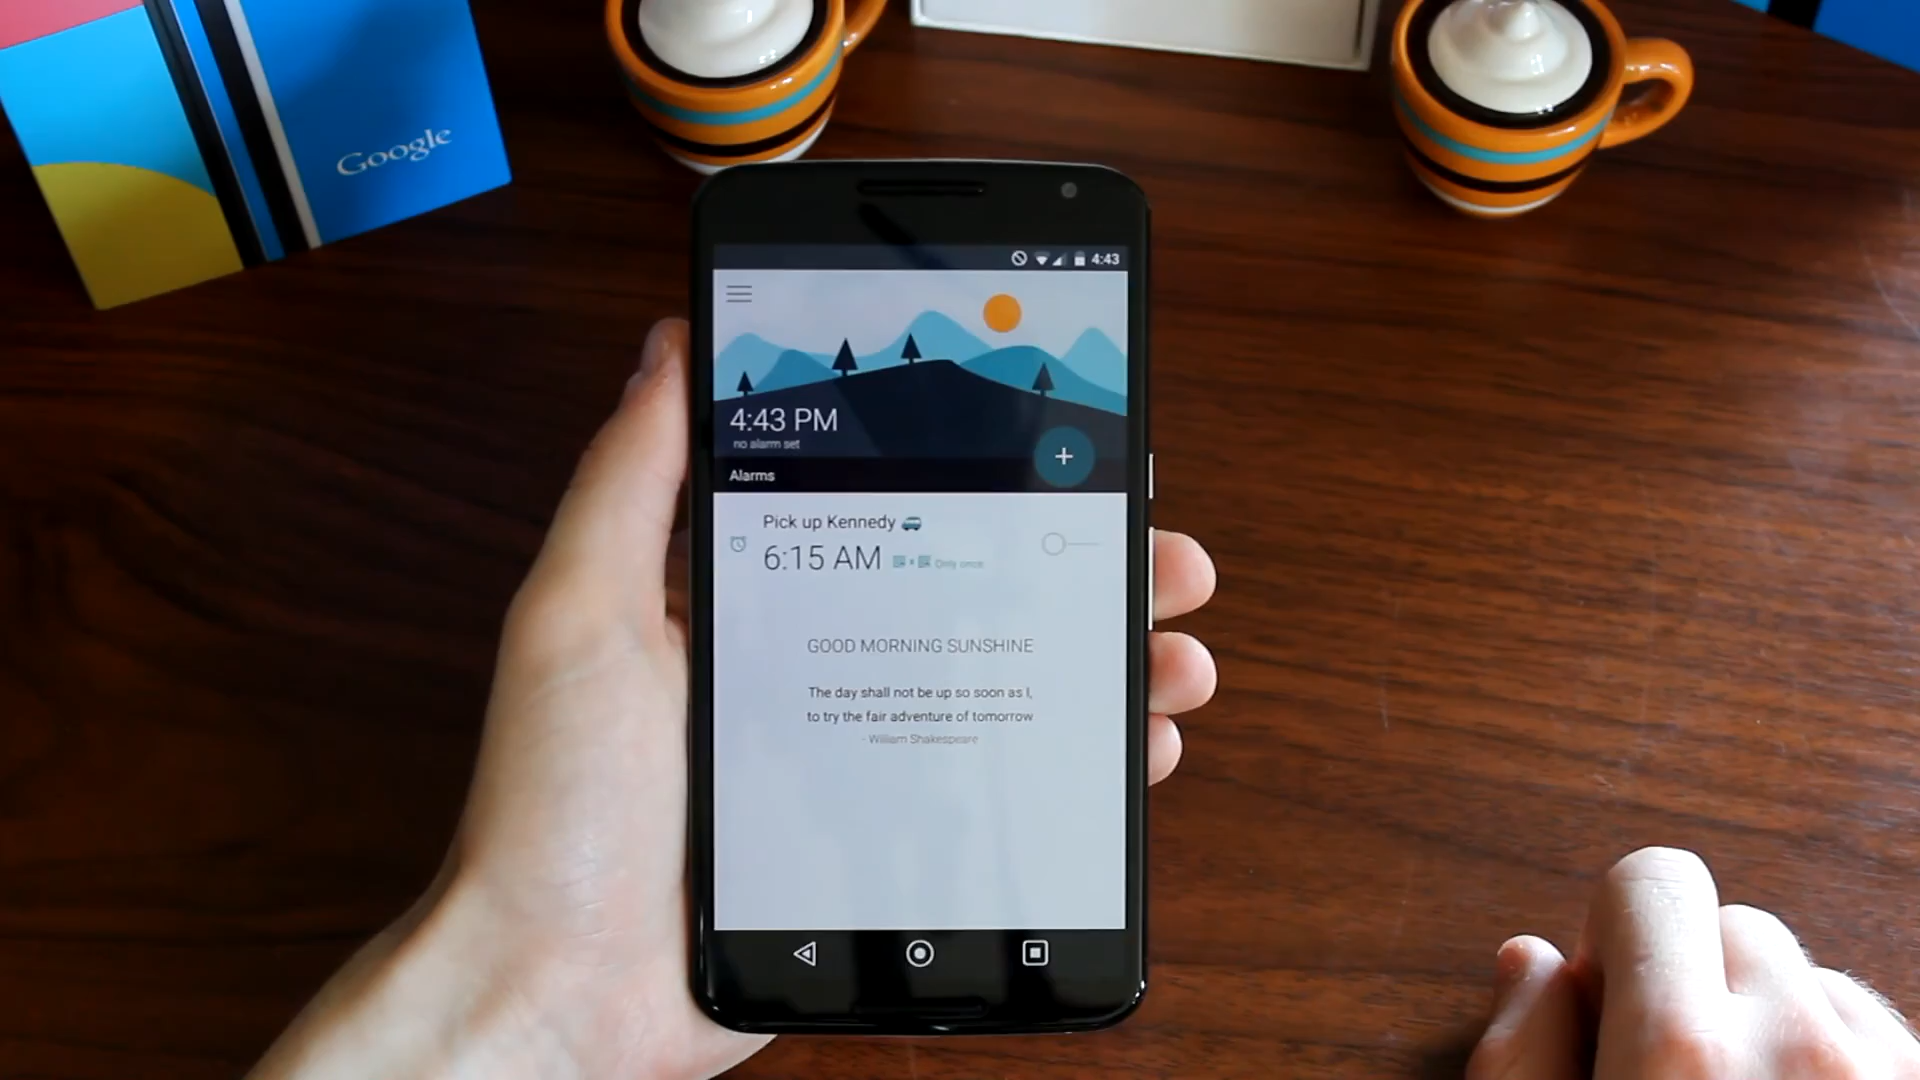 Google
4:43
4:43 PM
no alarm set
Alarms
Pick up Kennedy
6:15 AM Only once
GOOD MORNING SUNSHINE
The day shall not be up so soon as I,
to try the fair adventure of tomorrow
- William Shakespeare